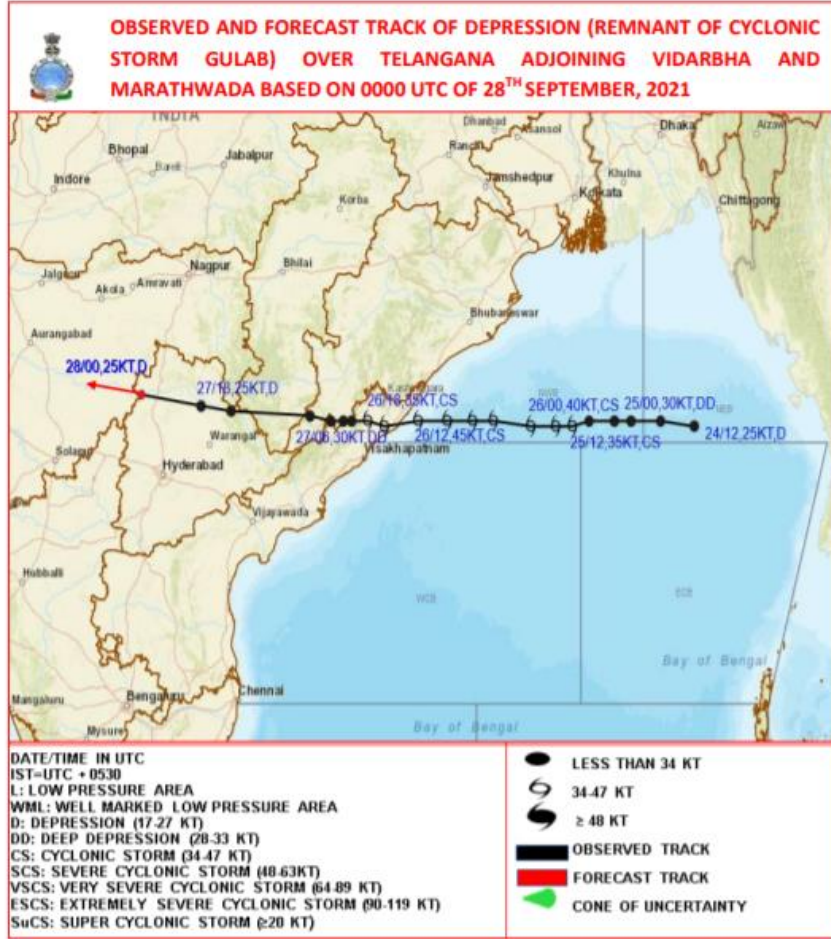 OBSERVED AND FORECAST TRACK OF DEPRESSION (REMNANT OF CYCLONIC
STORM GULAB) OVER TELANGANA ADJOINING VIDARBHA AND
MARATHWADA BASED ON 0000 UTC OF 28TH SEPTEMBER, 2021
INDIA
Dhanbad
Asansol
Dhaka
Aizawl
Bhopal
Jabalpur
Ranchi
Indore
Jamshedpur
Khulna
Kolkata
Chittagong
Korba
Nagpur
Bhilai
Jalgaon
Amravati
Akola
Bhubaneswar
Aurangabad
28/00,25KT,D
27/18,25KT,D
26/18,35KT,CS
26/00,40KT,CS
25/00,30KT,DD
NEB
27/06,30KT,DD
26/12,45KT,CS
25/12,35KT,CS
24/12,25KT,D
Warangal
Visakhapatnam
Solapur
Hyderabad
Vijayawada
Hubballi
WCB
ECB
Bay of Bengal
Mangaluru
Bengaluru
Chennai
Mysuru
Bay of Bengal
DATE/TIME IN UTC
IST=UTC + 0530
L: LOW PRESSURE AREA
WML: WELL MARKED LOW PRESSURE AREA
D: DEPRESSION (17-27 KT)
DD: DEEP DEPRESSION (28-33 KT)
CS: CYCLONIC STORM (34-47 KT)
SCS: SEVERE CYCLONIC STORM (48-63KT)
VSCS: VERY SEVERE CYCLONIC STORM (64-89 KT)
ESCS: EXTREMELY SEVERE CYCLONIC STORM (90-119 KT)
SuCS: SUPER CYCLONIC STORM (≥20 KT)
LESS THAN 34 KT
34-47 KT
≥ 48 KT
OBSERVED TRACK
FORECAST TRACK
CONE OF UNCERTAINTY